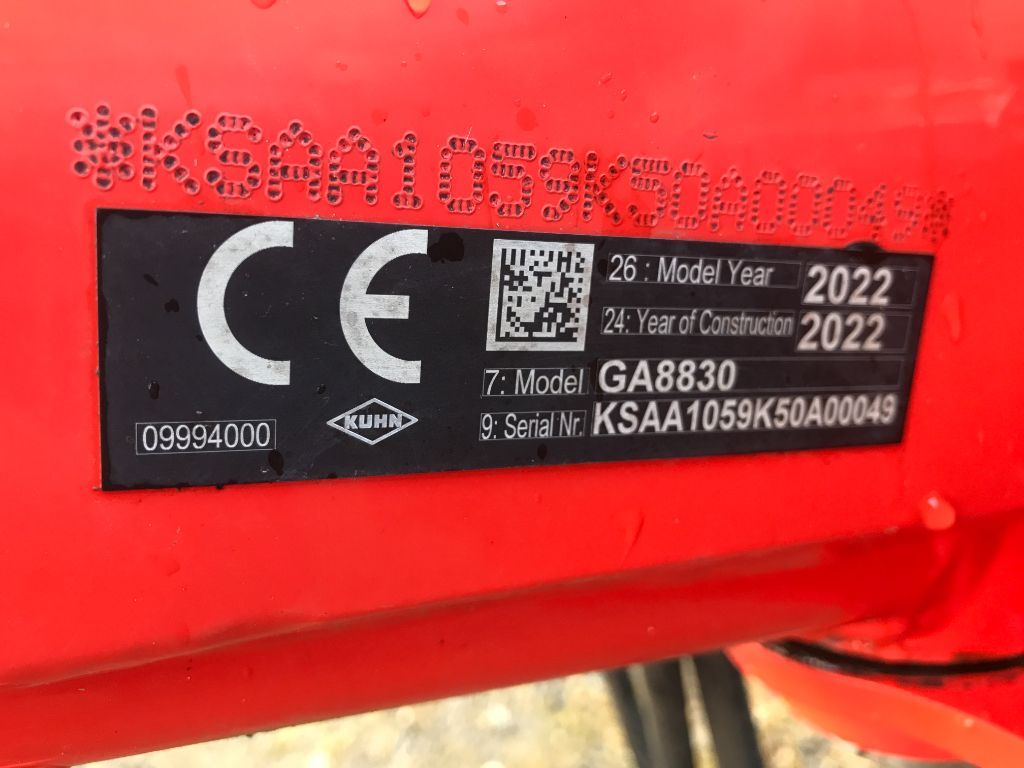 *KSAA1059K50A00049*
CE
26 : Model Year 2022
24: Year of Construction 2022
7: Model GA8830
9: Serial Nr. KSAA1059K50A00049
KUHN
09994000